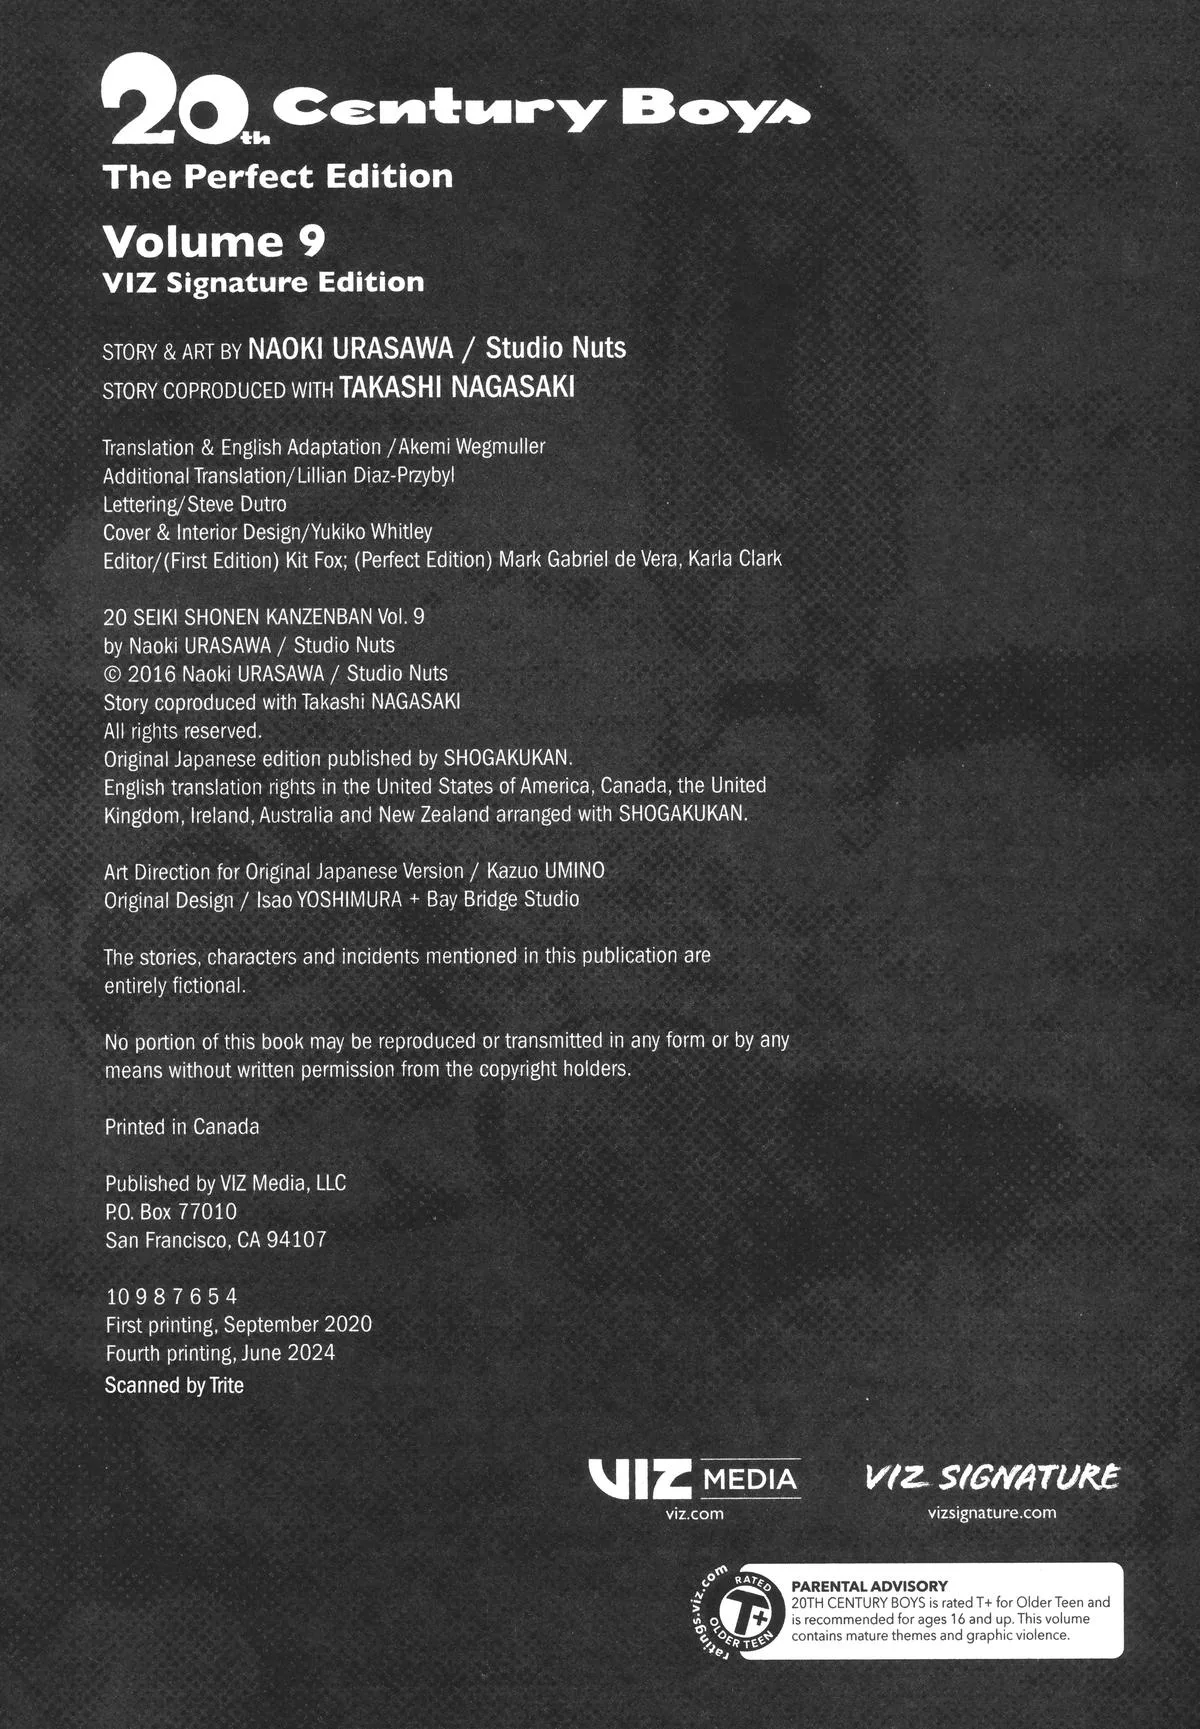 20th Century Boys
The Perfect Edition
Volume 9
VIZ Signature Edition
STORY & ART BY NAOKI URASAWA / Studio Nuts
STORY COPRODUCED WITH TAKASHI NAGASAKI
Translation & English Adaptation /Akemi Wegmuller
Additional Translation/Lillian Diaz-Przybyl
Lettering/Steve Dutro
Cover & Interior Design/Yukiko Whitley
Editor/(First Edition) Kit Fox; (Perfect Edition) Mark Gabriel de Vera, Karla Clark
20 SEIKI SHONEN KANZENBAN Vol. 9
by Naoki URASAWA / Studio Nuts
© 2016 Naoki URASAWA / Studio Nuts
Story coproduced with Takashi NAGASAKI
All rights reserved.
Original Japanese edition published by SHOGAKUKAN.
English translation rights in the United States of America, Canada, the United
Kingdom, Ireland, Australia and New Zealand arranged with SHOGAKUKAN.
Art Direction for Original Japanese Version / Kazuo UMINO
Original Design / Isao YOSHIMURA + Bay Bridge Studio
The stories, characters and incidents mentioned in this publication are
entirely fictional.
No portion of this book may be reproduced or transmitted in any form or by any
means without written permission from the copyright holders.
Printed in Canada
Published by VIZ Media, LLC
P.O. Box 77010
San Francisco, CA 94107
10 9 8 7 6 5 4
First printing, September 2020
Fourth printing, June 2024
Scanned by Trite
VIZ MEDIA
viz.com
VIZ SIGNATURE
vizsignature.com
ratings.viz.com
RATED
T+
OLDER TEEN
PARENTAL ADVISORY
20TH CENTURY BOYS is rated T+ for Older Teen and
is recommended for ages 16 and up. This volume
contains mature themes and graphic violence.